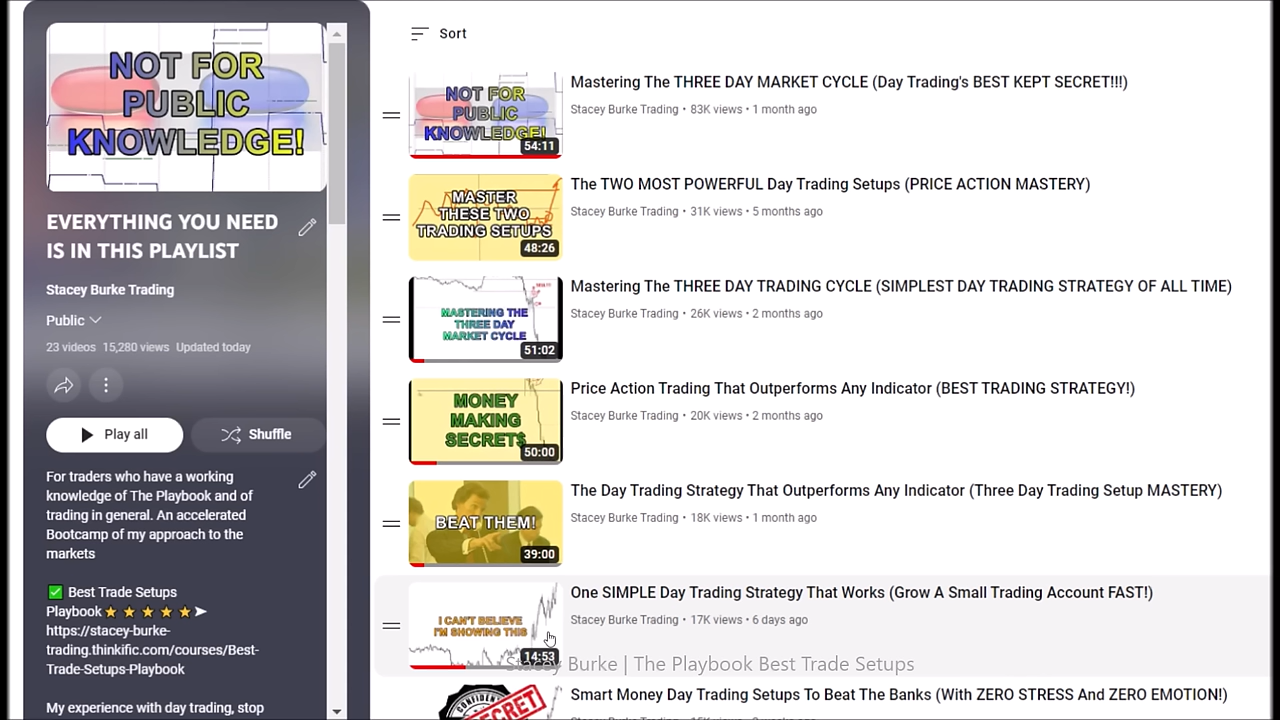 NOT FOR
PUBLIC
KNOWLEDGE!
EVERYTHING YOU NEED
IS IN THIS PLAYLIST
Stacey Burke Trading
Public
23 videos 15,280 views Updated today
Play all
Shuffle
For traders who have a working
knowledge of The Playbook and of
trading in general. An accelerated
Bootcamp of my approach to the
markets
✅ Best Trade Setups
Playbook⭐ ⭐ ⭐ ⭐ ⭐➤
https://stacey-burke-
trading.thinkific.com/courses/Best-
Trade-Setups-Playbook
My experience with day trading, stop
Sort
NOT FOR
PUBLIC
KNOWLEDGE!
54:11
Mastering The THREE DAY MARKET CYCLE (Day Trading's BEST KEPT SECRET!!!)
Stacey Burke Trading • 83K views • 1 month ago
MASTER
THESE TWO
TRADING SETUPS
48:26
The TWO MOST POWERFUL Day Trading Setups (PRICE ACTION MASTERY)
Stacey Burke Trading • 31K views • 5 months ago
MASTERING THE
THREE DAY
MARKET CYCLE
51:02
Mastering The THREE DAY TRADING CYCLE (SIMPLEST DAY TRADING STRATEGY OF ALL TIME)
Stacey Burke Trading • 26K views • 2 months ago
MONEY
MAKING
SECRET$
50:00
Price Action Trading That Outperforms Any Indicator (BEST TRADING STRATEGY!)
Stacey Burke Trading • 20K views • 2 months ago
BEAT THEM!
39:00
The Day Trading Strategy That Outperforms Any Indicator (Three Day Trading Setup MASTERY)
Stacey Burke Trading • 18K views • 1 month ago
I CAN'T BELIEVE
I'M SHOWING THIS
14:53
One SIMPLE Day Trading Strategy That Works (Grow A Small Trading Account FAST!)
Stacey Burke Trading • 17K views • 6 days ago
Stacey Burke | The Playbook Best Trade Setups
Smart Money Day Trading Setups To Beat The Banks (With ZERO STRESS And ZERO EMOTION!)